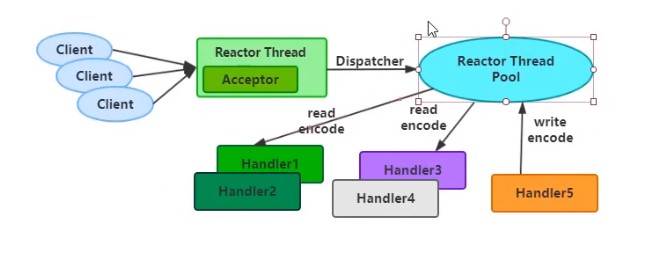 Client
Client
Client
Reactor Thread
Acceptor
Dispatcher
Reactor Thread
Pool
read
encode
read
encode
write
encode
Handler1
Handler2
Handler3
Handler4
Handler5